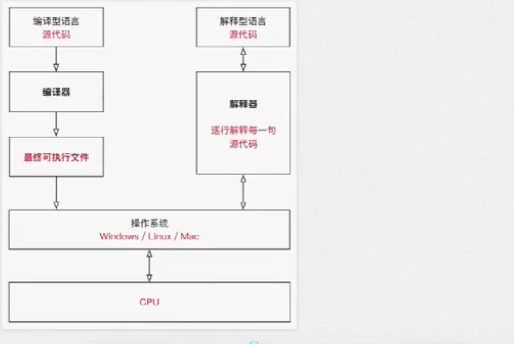 编译型语言
源代码
解释型语言
源代码
编译器
解释器
逐行解释每一句
源代码
最终可执行文件
操作系统
Windows / Linux / Mac
CPU